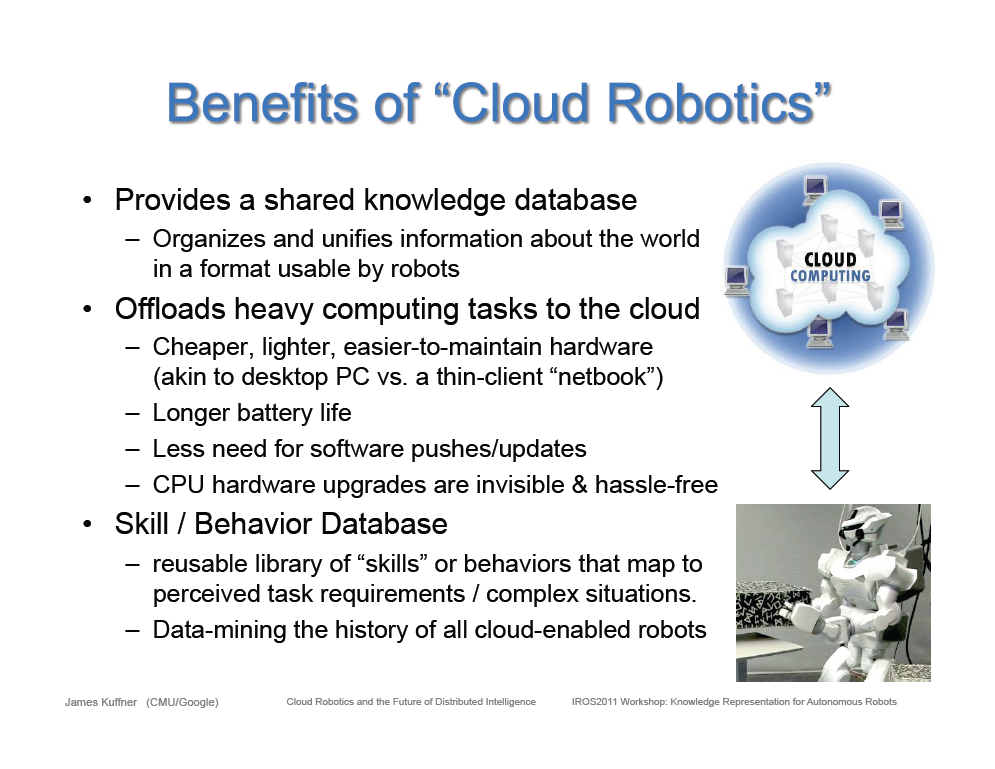 Benefits of “Cloud Robotics”
• Provides a shared knowledge database
– Organizes and unifies information about the world
in a format usable by robots
• Offloads heavy computing tasks to the cloud
– Cheaper, lighter, easier-to-maintain hardware
(akin to desktop PC vs. a thin-client “netbook”)
– Longer battery life
– Less need for software pushes/updates
– CPU hardware upgrades are invisible & hassle-free
• Skill / Behavior Database
– reusable library of “skills” or behaviors that map to
perceived task requirements / complex situations.
– Data-mining the history of all cloud-enabled robots
CLOUD
COMPUTING
James Kuffner (CMU/Google)
Cloud Robotics and the Future of Distributed Intelligence
IROS2011 Workshop: Knowledge Representation for Autonomous Robots